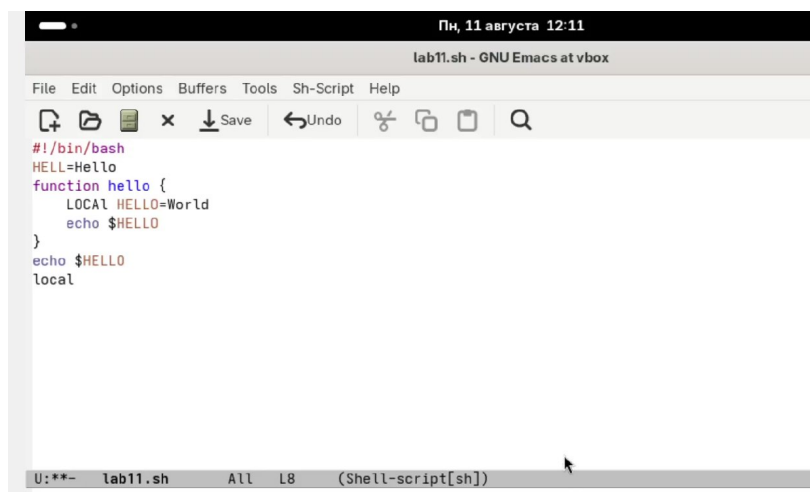 Пн, 11 августа 12:11
lab11.sh - GNU Emacs at vbox
File Edit Options Buffers Tools Sh-Script Help
Save Undo
#!/bin/bash
HELL=Hello
function hello {
LOCAl HELLO=World
echo $HELLO
}
echo $HELLO
local
U:**- lab11.sh All L8 (Shell-script[sh])